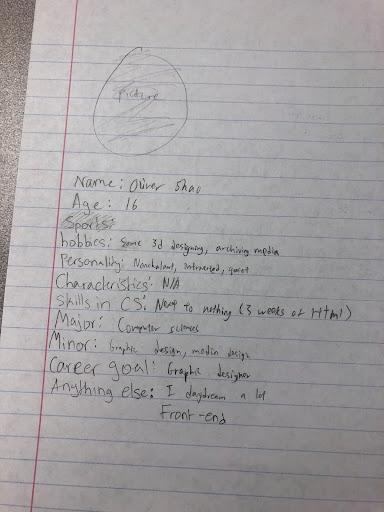 picture
Name: Oliver Shao
Age: 16
Sports:
hobbies: Some 3d designing, archiving media
Personality: Nonchalant, introverted, quiet
Characteristics: N/A
Skills in CS: Next to nothing (3 weeks of Html)
Major: Computer sciences
Minor: Graphic design, media design
Career goal: Graphic designer
Anything else: I daydream a lot
Front-end